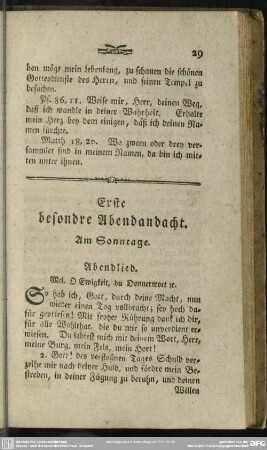 29
ben möge mein Lebenlang, zu schauen die schönen
Gottesdienste des Herrn, und seinen Tempel zu
besuchen.
Ps. 86, 11. Weise mir, Herr, deinen Weg,
daß ich wandle in deiner Wahrheit. Erhalte
mein Herz bey dem einigen, daß ich deinen Na-
men fürchte.
Matth 18, 20. Wo zween oder drey ver-
sammlet sind in meinem Namen, da bin ich mit-
ten unter ihnen.
Erste
besondre Abendandacht.
Am Sonntage.
Abendlied.
Mel. O Ewigkeit, du Donnerwort ꝛc.
So hab ich, Gott, durch deine Macht, nun
wieder einen Tag vollbracht; sey hoch da-
für gepriesen! Mit froher Rührung dank ich dir,
für alle Wohlthat, die du mir so unverdient er-
wiesen. Du labtest mich mit deinem Wort, Herr,
meine Burg, mein Fels, mein Hort!
2. Gott! des verfloßnen Tages Schuld ver-
zeihe mir nach deiner Huld, und fördre mein Be-
streben, in deiner Fügung zu beruhn, und deinen
Willen